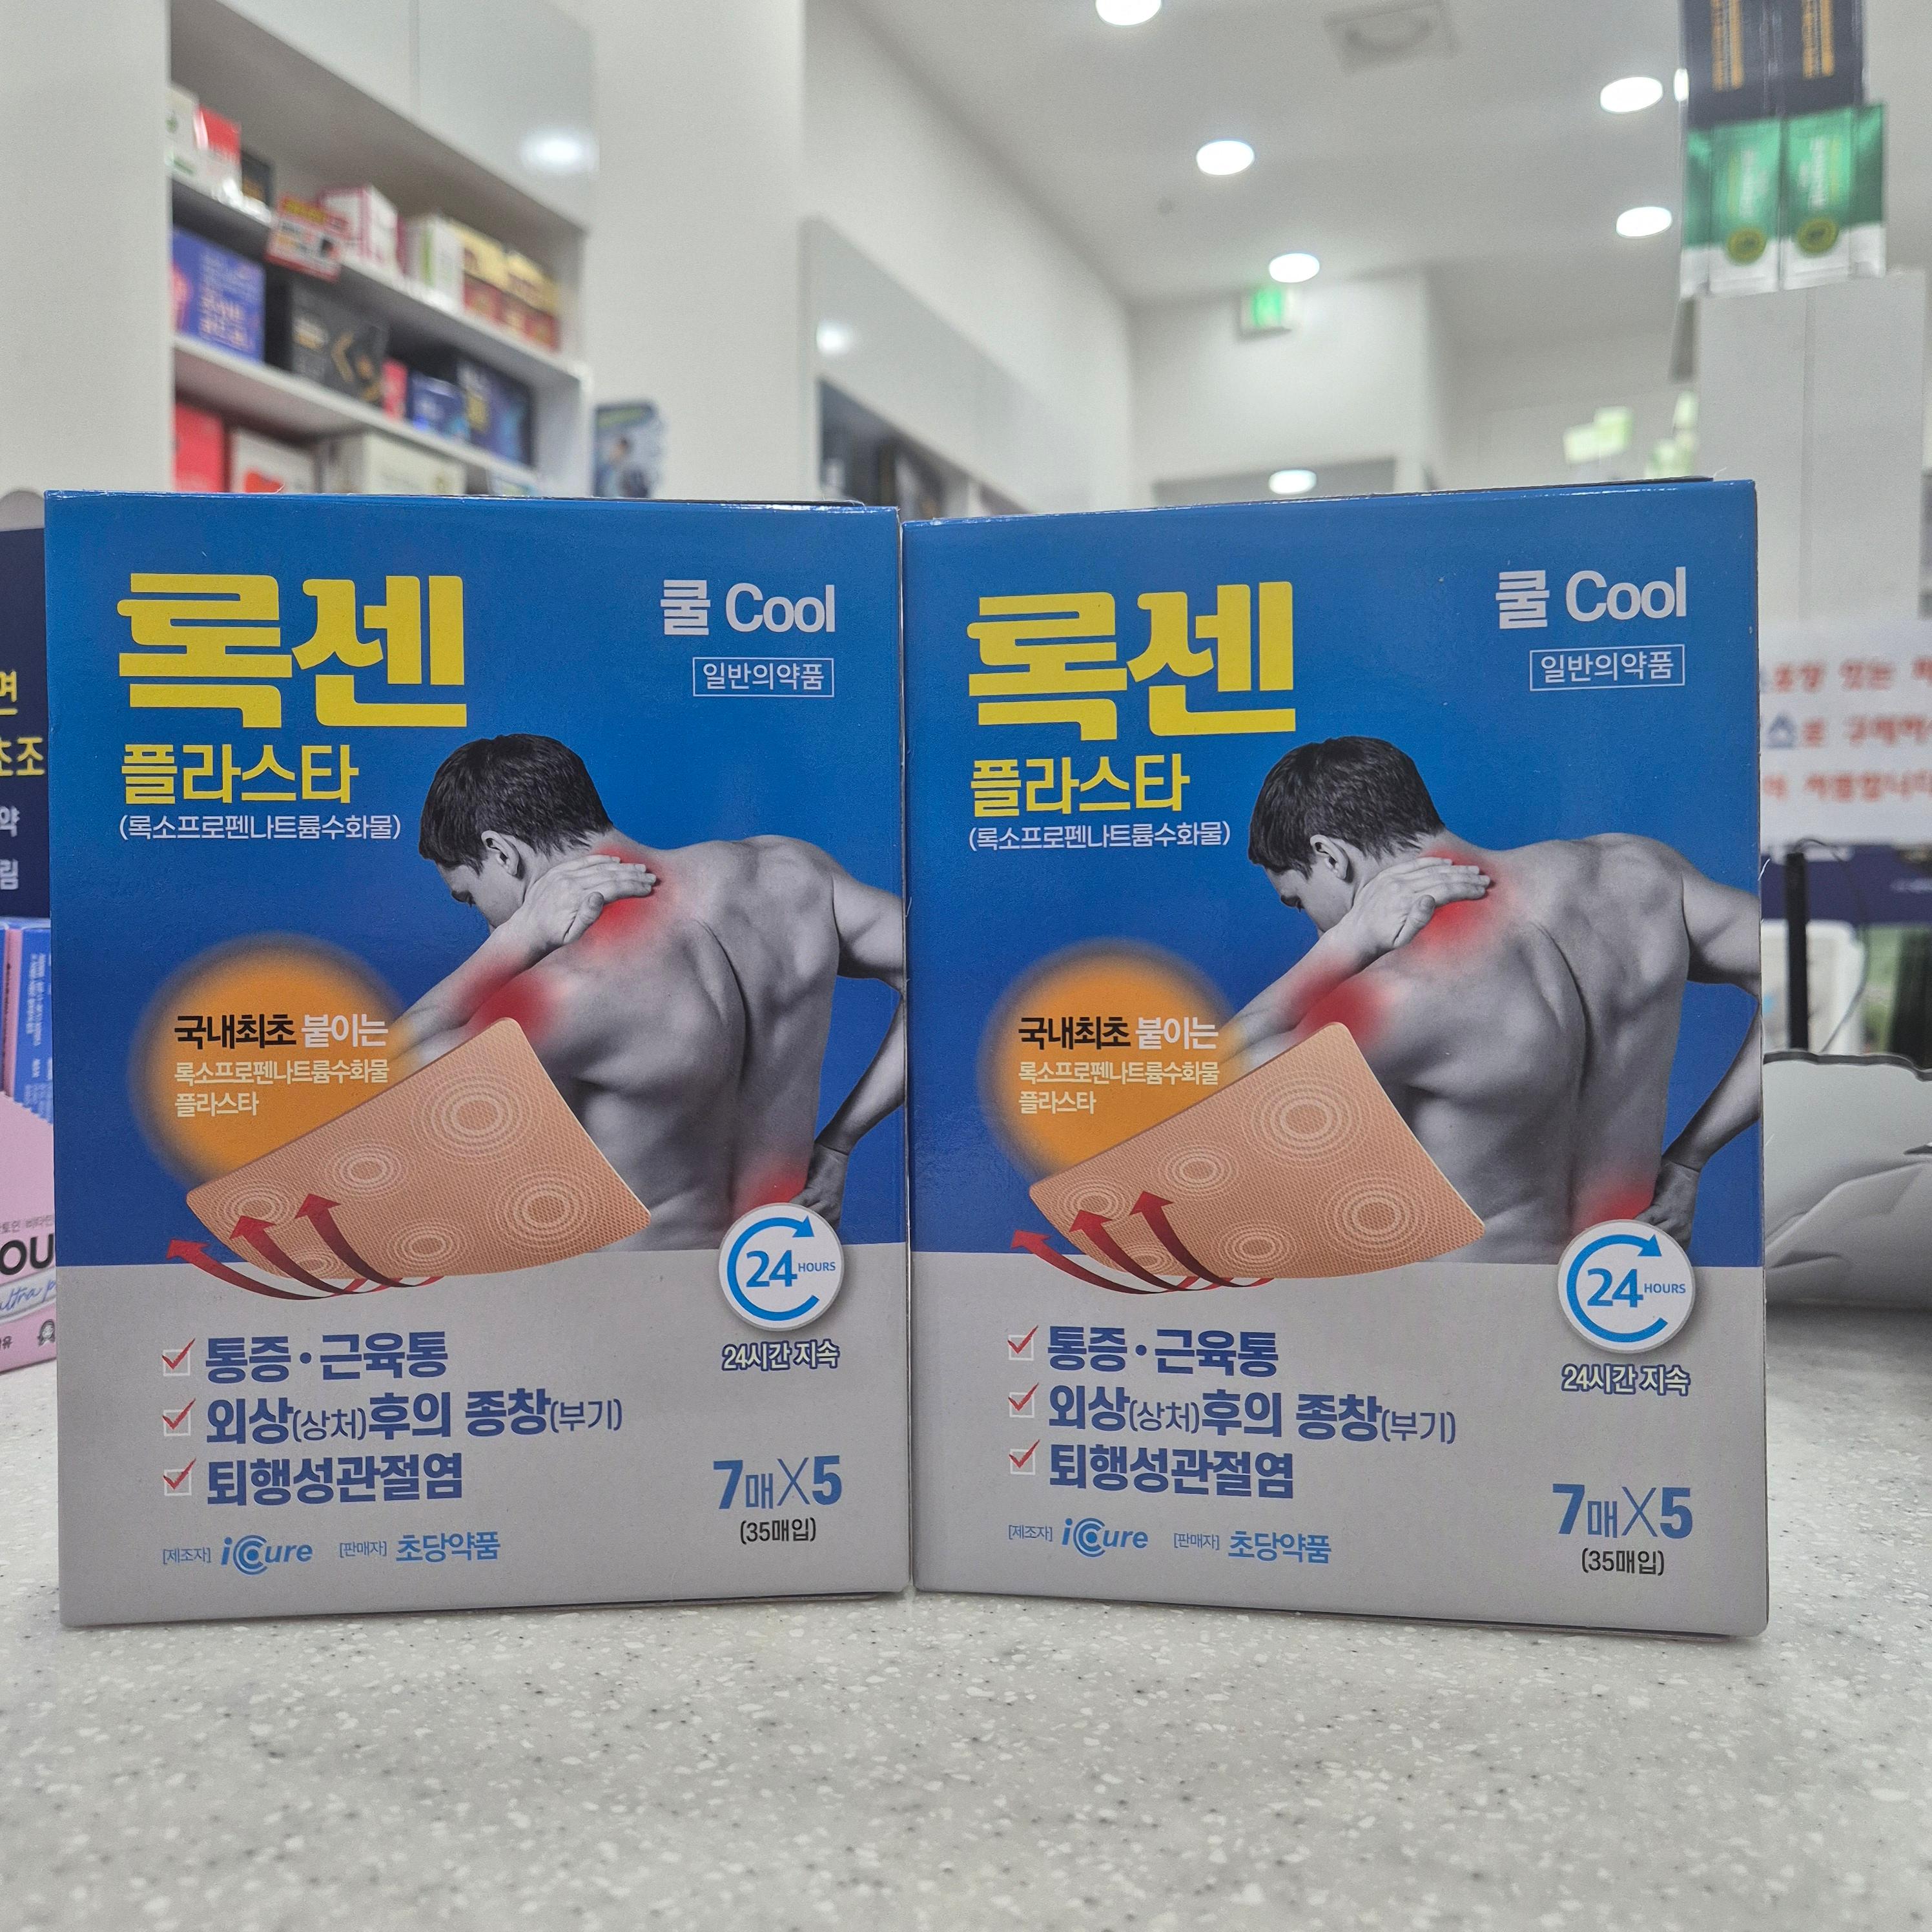 록센
쿨 Cool
일반의약품
플라스타
(록소프로펜나트륨수화물)
국내최초 붙이는
록소프로펜나트륨수화물
플라스타
24 HOURS
24시간 지속
통증·근육통
외상(상처)후의 종창(부기)
퇴행성관절염
7매X5
(35매입)
[제조자] iCure [판매자] 초당약품
록센
쿨 Cool
일반의약품
플라스타
(록소프로펜나트륨수화물)
국내최초 붙이는
록소프로펜나트륨수화물
플라스타
24 HOURS
24시간 지속
통증·근육통
외상(상처)후의 종창(부기)
퇴행성관절염
7매X5
(35매입)
[제조자] iCure [판매자] 초당약품
면
초조
약
림